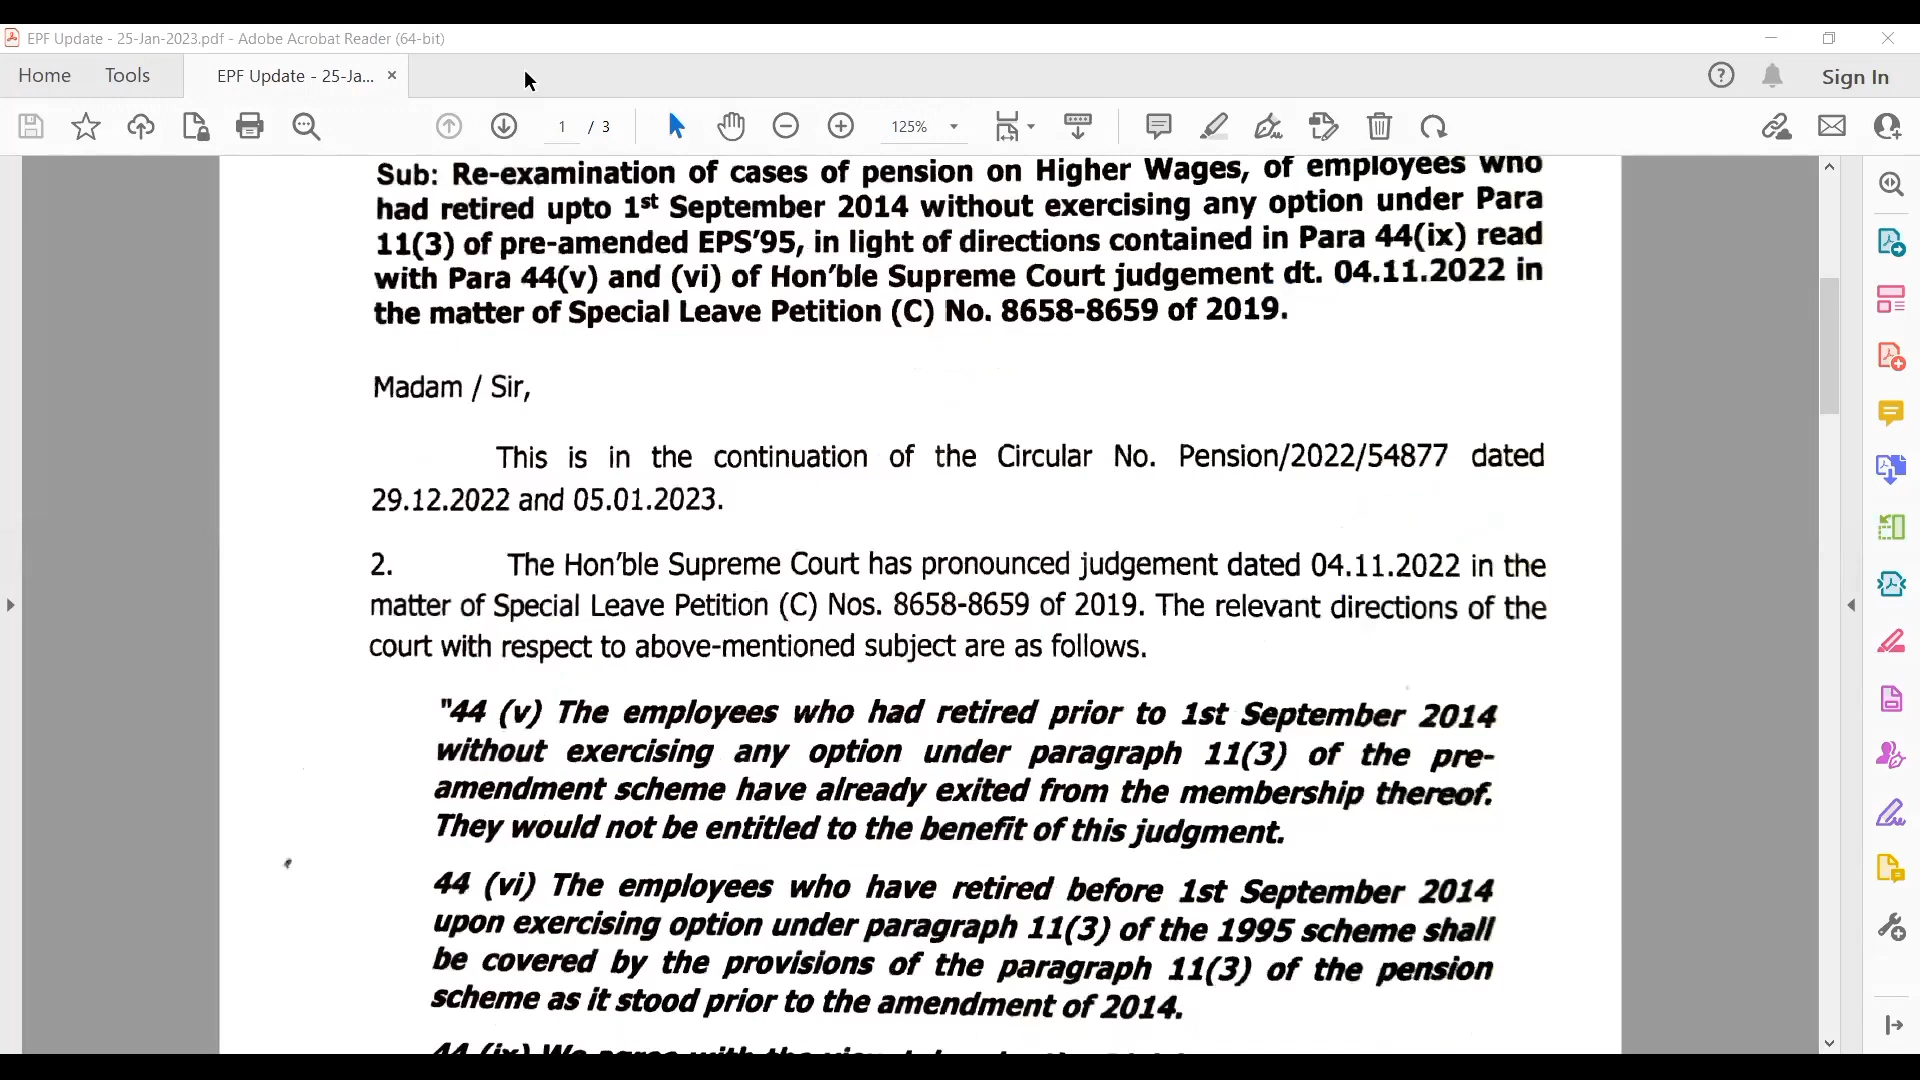 EPF Update - 25-Jan-2023.pdf - Adobe Acrobat Reader (64-bit)
Home
Tools
EPF Update - 25-Ja...
Sign In
1 / 3
125%
Sub: Re-examination of cases of pension on Higher Wages, of employees who
had retired upto 1st September 2014 without exercising any option under Para
11(3) of pre-amended EPS'95, in light of directions contained in Para 44(ix) read
with Para 44(v) and (vi) of Hon'ble Supreme Court judgement dt. 04.11.2022 in
the matter of Special Leave Petition (C) No. 8658-8659 of 2019.
Madam / Sir,
This is in the continuation of the Circular No. Pension/2022/54877 dated
29.12.2022 and 05.01.2023.
2. The Hon'ble Supreme Court has pronounced judgement dated 04.11.2022 in the
matter of Special Leave Petition (C) Nos. 8658-8659 of 2019. The relevant directions of the
court with respect to above-mentioned subject are as follows.
"44 (v) The employees who had retired prior to 1st September 2014
without exercising any option under paragraph 11(3) of the pre-
amendment scheme have already exited from the membership thereof.
They would not be entitled to the benefit of this judgment.
44 (vi) The employees who have retired before 1st September 2014
upon exercising option under paragraph 11(3) of the 1995 scheme shall
be covered by the provisions of the paragraph 11(3) of the pension
scheme as it stood prior to the amendment of 2014.
44 (ix) We agree with the view